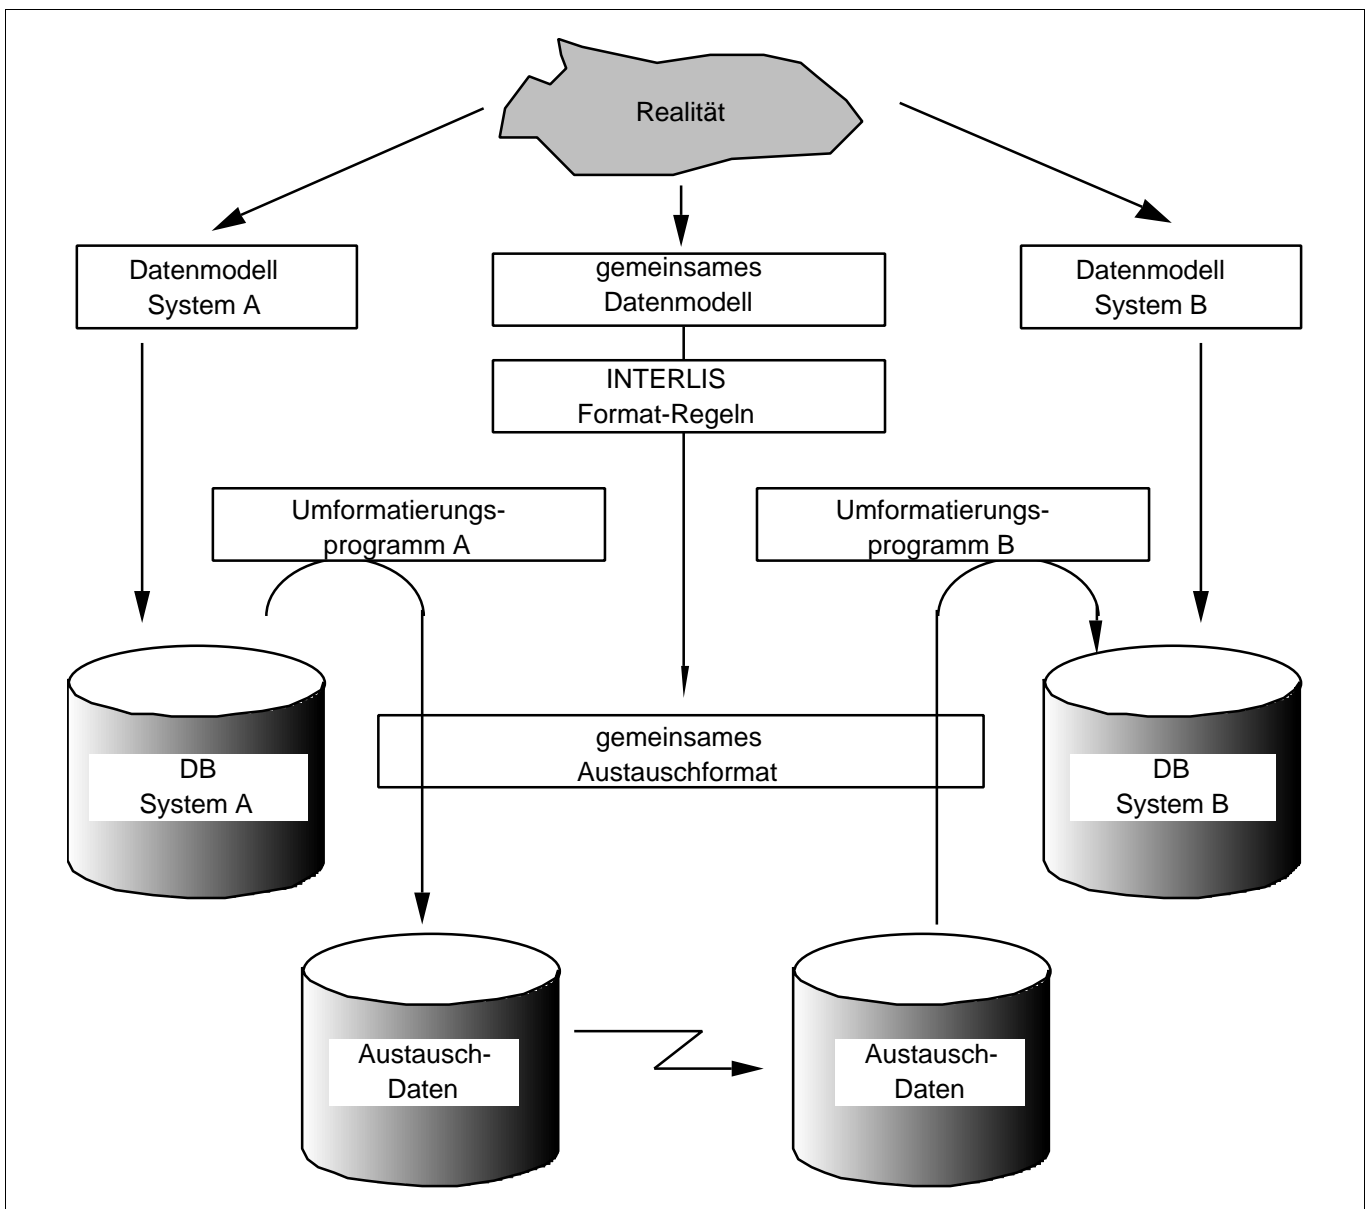 Realität
Datenmodell
System A
gemeinsames
Datenmodell
Datenmodell
System B
INTERLIS
Format-Regeln
Umformatierungs-
programm A
Umformatierungs-
programm B
gemeinsames
Austauschformat
DB
System A
DB
System B
Austausch-
Daten
Austausch-
Daten